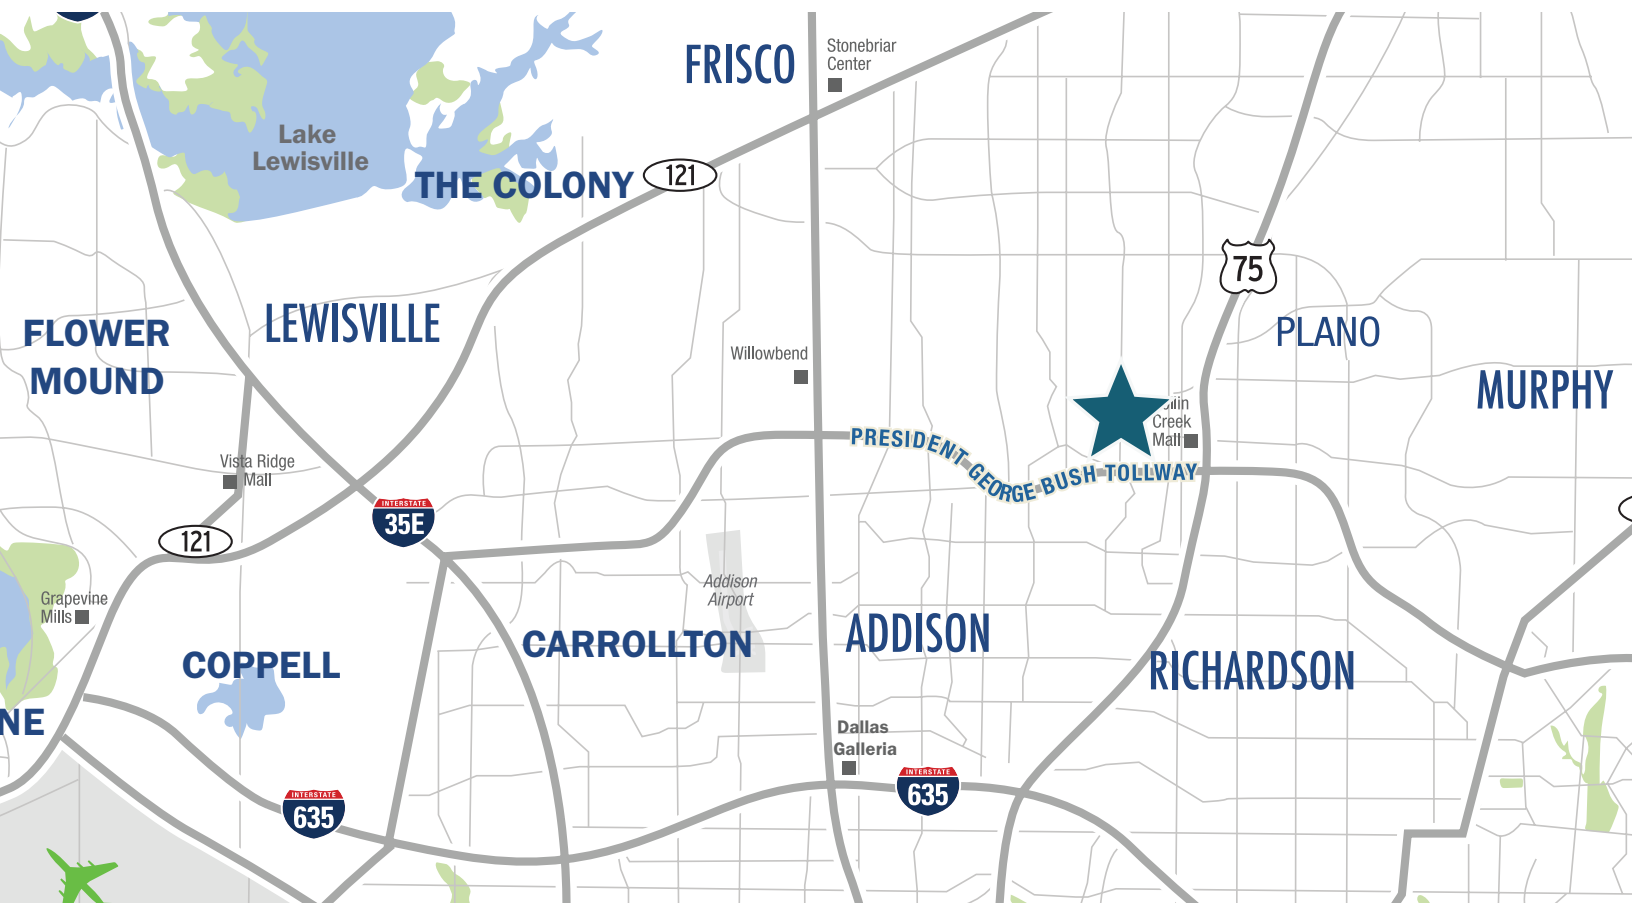 FRISCO
Stonebriar
Center
Lake
Lewisville
THE COLONY
121
75
FLOWER
MOUND
LEWISVILLE
PLANO
Willowbend
MURPHY
Creek
Mall
PRESIDENT GEORGE BUSH TOLLWAY
Vista Ridge
Mall
INTERSTATE
35E
121
Addison
Airport
Grapevine
Mills
COPPELL
CARROLLTON
ADDISON
RICHARDSON
NE
Dallas
Galleria
INTERSTATE
635
INTERSTATE
635